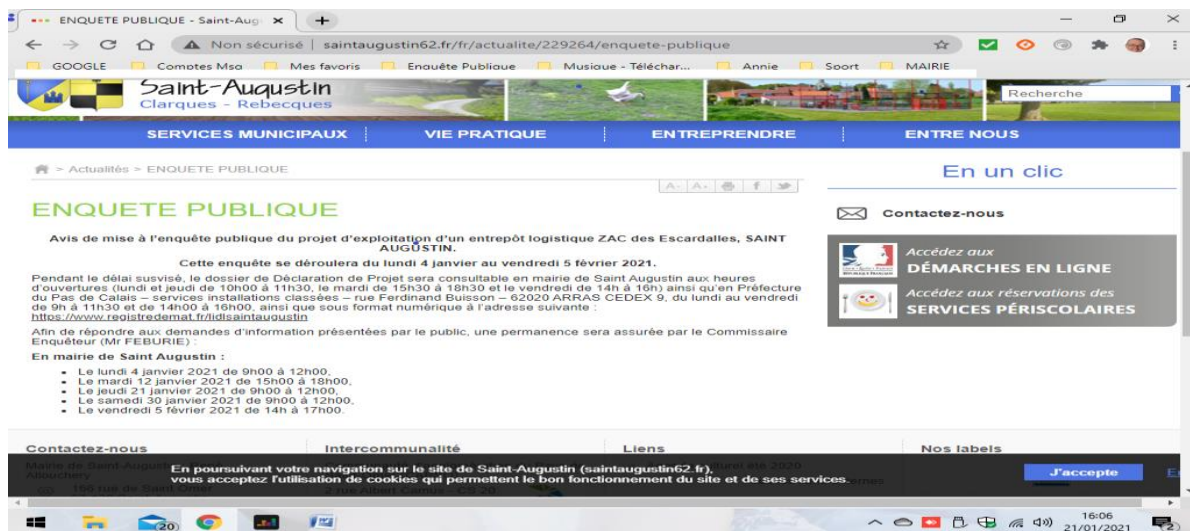 ENQUETE PUBLIQUE - Saint-Aug
Non sécurisé | saintaugustin62.fr/fr/actualite/229264/enquete-publique
GOOGLE Comptes Msa Mes favoris Enquête Publique Musique - Téléchar... Annie Sport MAIRIE
Saint-Augustin
Clarques - Rebecques
Recherche
SERVICES MUNICIPAUX VIE PRATIQUE ENTREPRENDRE ENTRE NOUS
> Actualités > ENQUETE PUBLIQUE
A- A+
En un clic
ENQUETE PUBLIQUE
Contactez-nous
Avis de mise à l'enquête publique du projet d'exploitation d'un entrepôt logistique ZAC des Escardalles, SAINT
AUGUSTIN.
Cette enquête se déroulera du lundi 4 janvier au vendredi 5 février 2021.
Pendant le délai susvisé, le dossier de Déclaration de Projet sera consultable en mairie de Saint Augustin aux heures
d'ouvertures (lundi et jeudi de 10h00 à 11h30, le mardi de 15h30 à 18h30 et le vendredi de 14h à 16h) ainsi qu'en Préfecture
du Pas de Calais – services installations classées – rue Ferdinand Buisson – 62020 ARRAS CEDEX 9, du lundi au vendredi
de 9h à 11h30 et de 14h00 à 16h00, ainsi que sous format numérique à l'adresse suivante :
https://www.registredemat.fr/lidlsaintaugustin
Afin de répondre aux demandes d'information présentées par le public, une permanence sera assurée par le Commissaire
Enquêteur (Mr FEBURIE) :
En mairie de Saint Augustin :
Le lundi 4 janvier 2021 de 9h00 à 12h00,
Le mardi 12 janvier 2021 de 15h00 à 18h00,
Le jeudi 21 janvier 2021 de 9h00 à 12h00,
Le samedi 30 janvier 2021 de 9h00 à 12h00,
Le vendredi 5 février 2021 de 14h à 17h00.
Accédez aux
DÉMARCHES EN LIGNE
Accédez aux réservations des
SERVICES PÉRISCOLAIRES
Contactez-nous Intercommunalité Liens Nos labels
En poursuivant votre navigation sur le site de Saint-Augustin (saintaugustin62.fr),
vous acceptez l'utilisation de cookies qui permettent le bon fonctionnement du site et de ses services.
J'accepte
20
16:06
21/01/2021
2